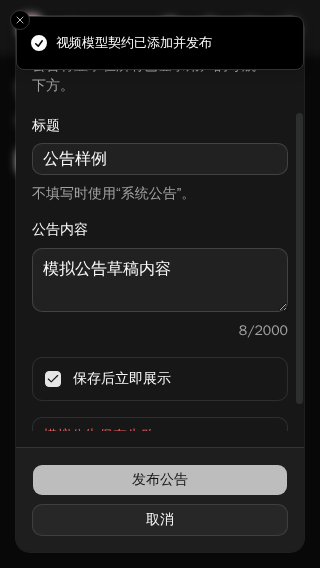 视频模型契约已添加并发布
下方。
标题
公告样例
不填写时使用“系统公告”。
公告内容
模拟公告草稿内容
8/2000
保存后立即展示
发布公告
取消